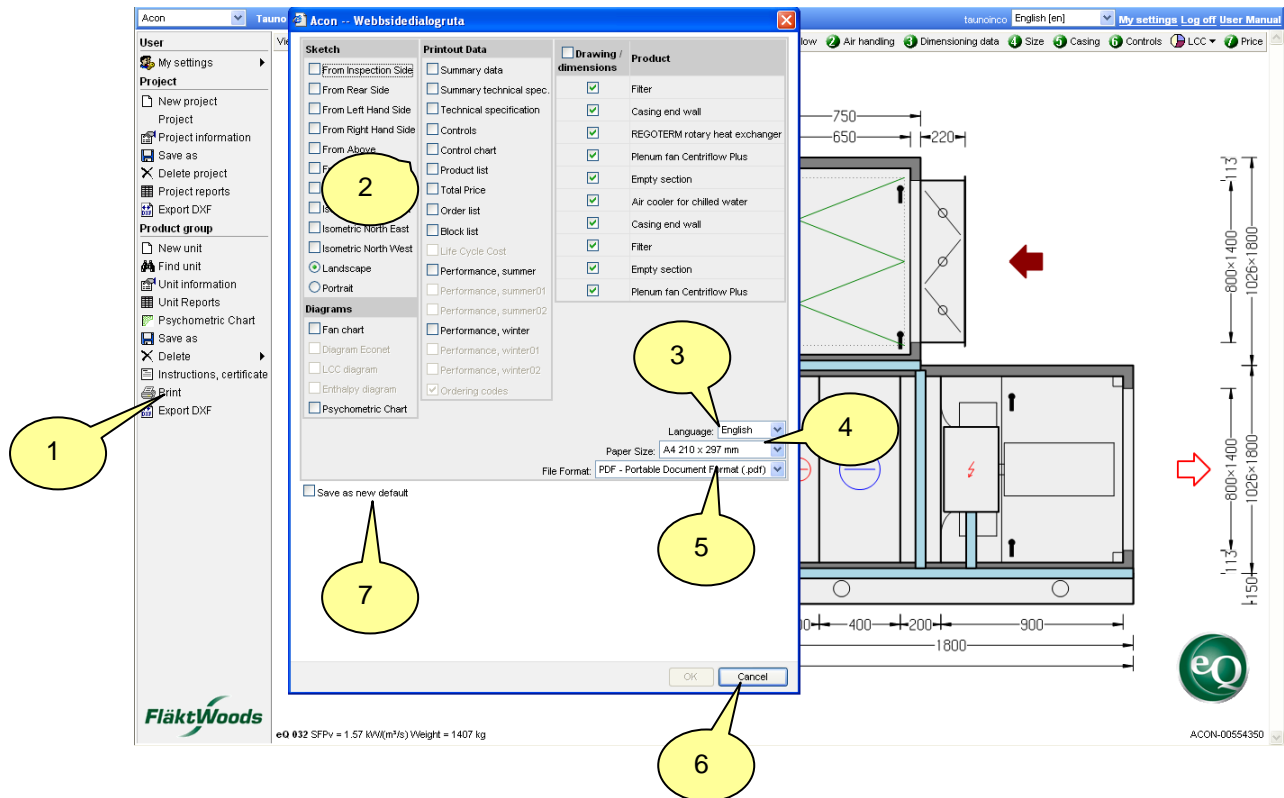 Acon
Tauno
Acon -- Webbsidedialogruta
taunoinco
English [en]
My settings Log off User Manual
User
My settings
Project
New project
Project
Project information
Save as
Delete project
Project reports
Export DXF
Product group
New unit
Find unit
Unit information
Unit Reports
Psychometric Chart
Save as
Delete
Instructions, certificate
Print
Export DXF
FläktWoods
Vie
low 2 Air handling 3 Dimensioning data 4 Size 5 Casing 6 Controls LCC 7 Price
Sketch
From Inspection Side
From Rear Side
From Left Hand Side
From Right Hand Side
From Above
Isometric North East
Isometric North West
Landscape
Portrait
Diagrams
Fan chart
Diagram Econet
LCC diagram
Enthalpy diagram
Psychometric Chart
Printout Data
Summary data
Summary technical spec.
Technical specification
Controls
Control chart
Product list
Total Price
Order list
Block list
Life Cycle Cost
Performance, summer
Performance, summer01
Performance, summer02
Performance, winter
Performance, winter01
Performance, winter02
Ordering codes
Drawing / dimensions
Product
Filter
Casing end wall
REGOTERM rotary heat exchanger
Plenum fan Centriflow Plus
Empty section
Air cooler for chilled water
Casing end wall
Filter
Empty section
Plenum fan Centriflow Plus
Language: English
Paper Size: A4 210 x 297 mm
File Format: PDF - Portable Document Format (.pdf)
Save as new default
OK
Cancel
1
2
3
4
5
6
7
750
650
220
113
800×1400
1026×1800
800×1400
1026×1800
113
150
400
200
900
1800
eQ
eQ 032 SFPv = 1.57 kW/(m³/s) Weight = 1407 kg
ACON-00554350